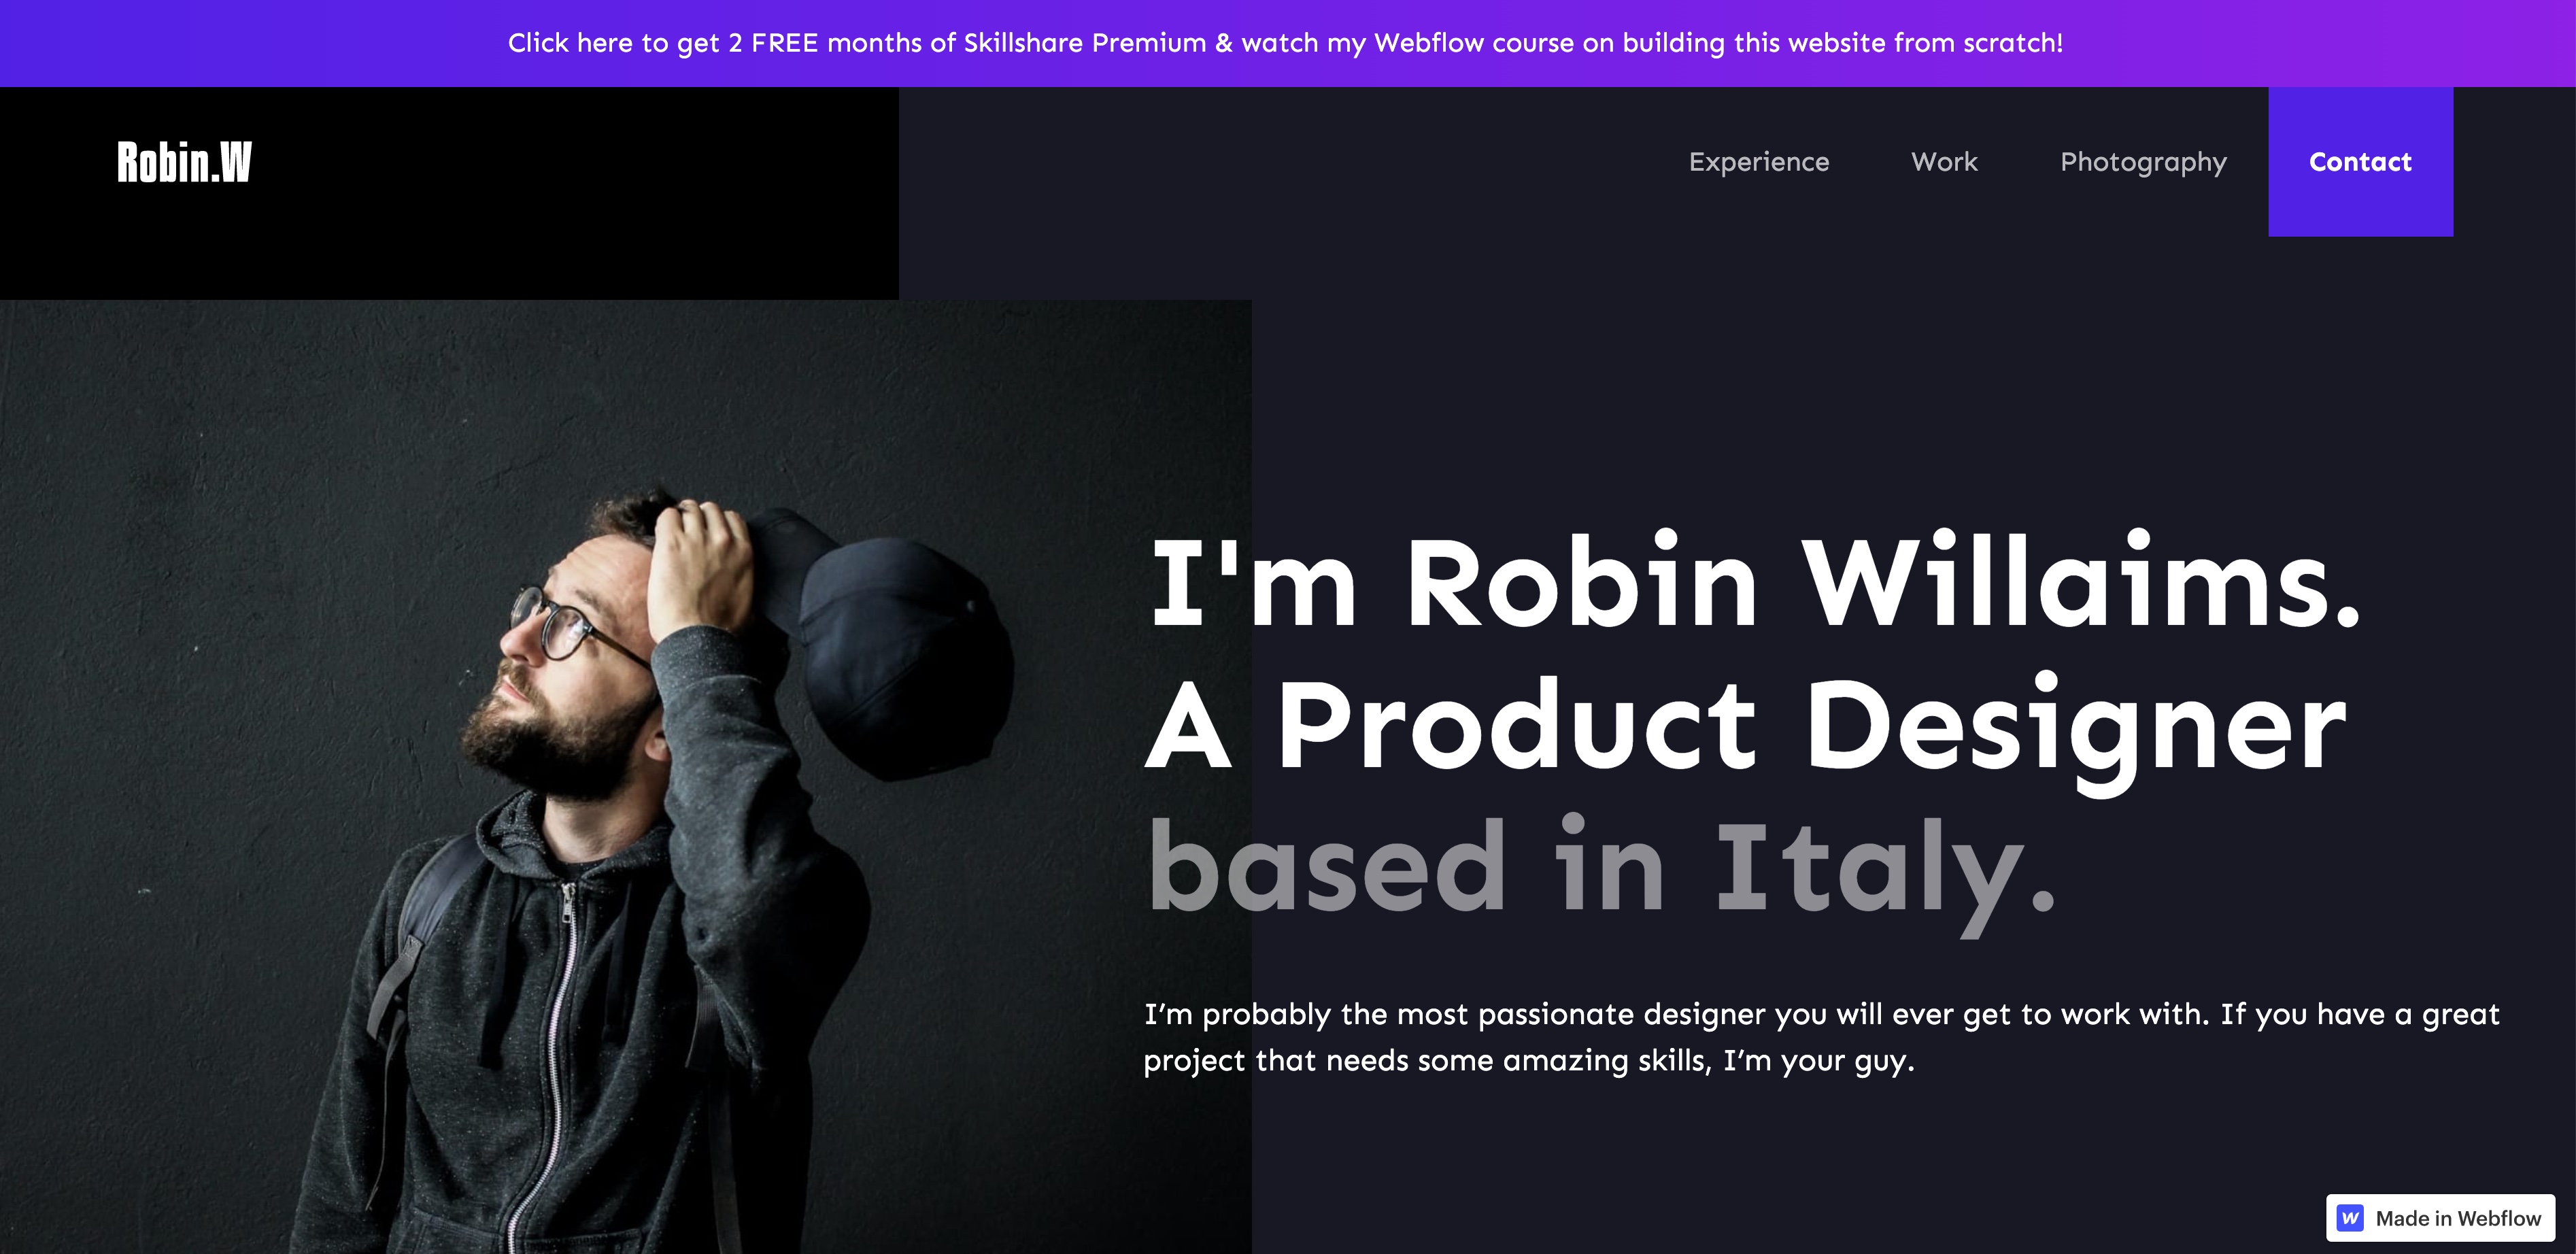 Click here to get 2 FREE months of Skillshare Premium & watch my Webflow course on building this website from scratch!
Robin.W
Experience
Work
Photography
Contact
I'm Robin Willaims.
A Product Designer
based in Italy.
I’m probably the most passionate designer you will ever get to work with. If you have a great
project that needs some amazing skills, I’m your guy.
Made in Webflow